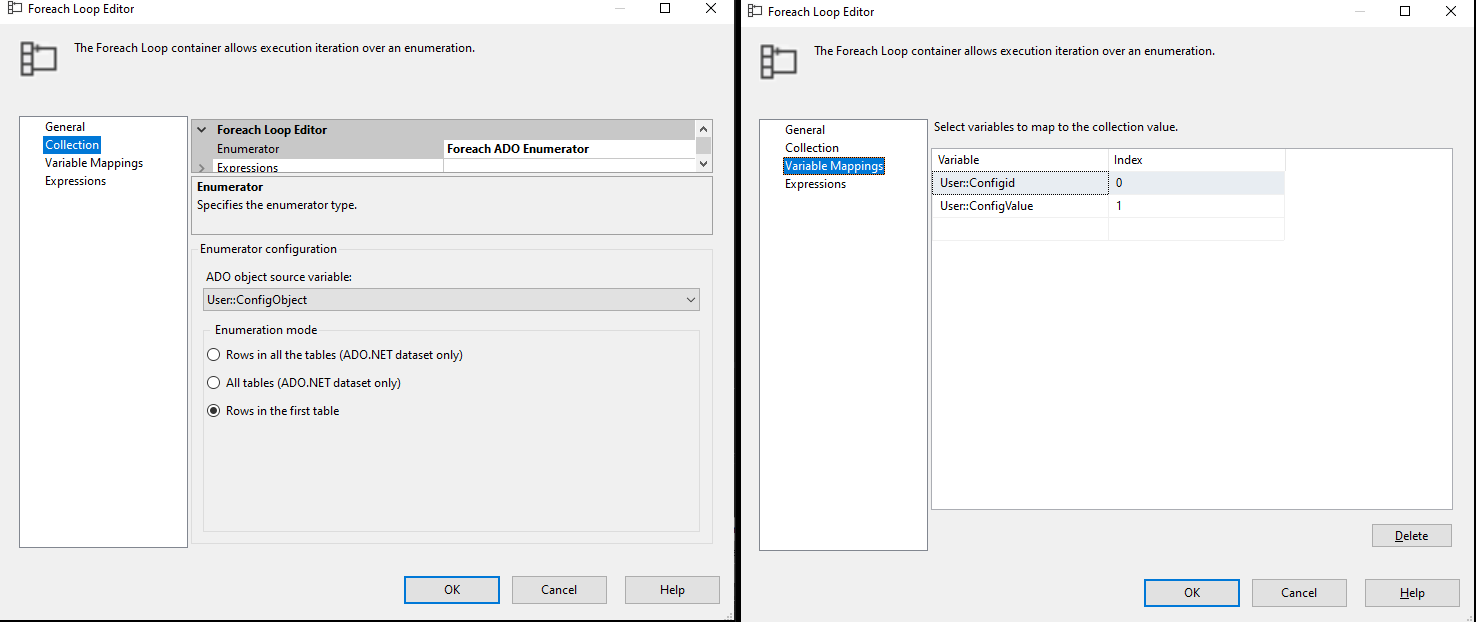 Foreach Loop Editor
The Foreach Loop container allows execution iteration over an enumeration.
General
Collection
Variable Mappings
Expressions
Foreach Loop Editor
Enumerator
Foreach ADO Enumerator
Expressions
Enumerator
Specifies the enumerator type.
Enumerator configuration
ADO object source variable:
User::ConfigObject
Enumeration mode
Rows in all the tables (ADO.NET dataset only)
All tables (ADO.NET dataset only)
Rows in the first table
OK
Cancel
Help
Foreach Loop Editor
The Foreach Loop container allows execution iteration over an enumeration.
General
Collection
Variable Mappings
Expressions
Select variables to map to the collection value.
Variable Index
User::Configid 0
User::ConfigValue 1
Delete
OK
Cancel
Help